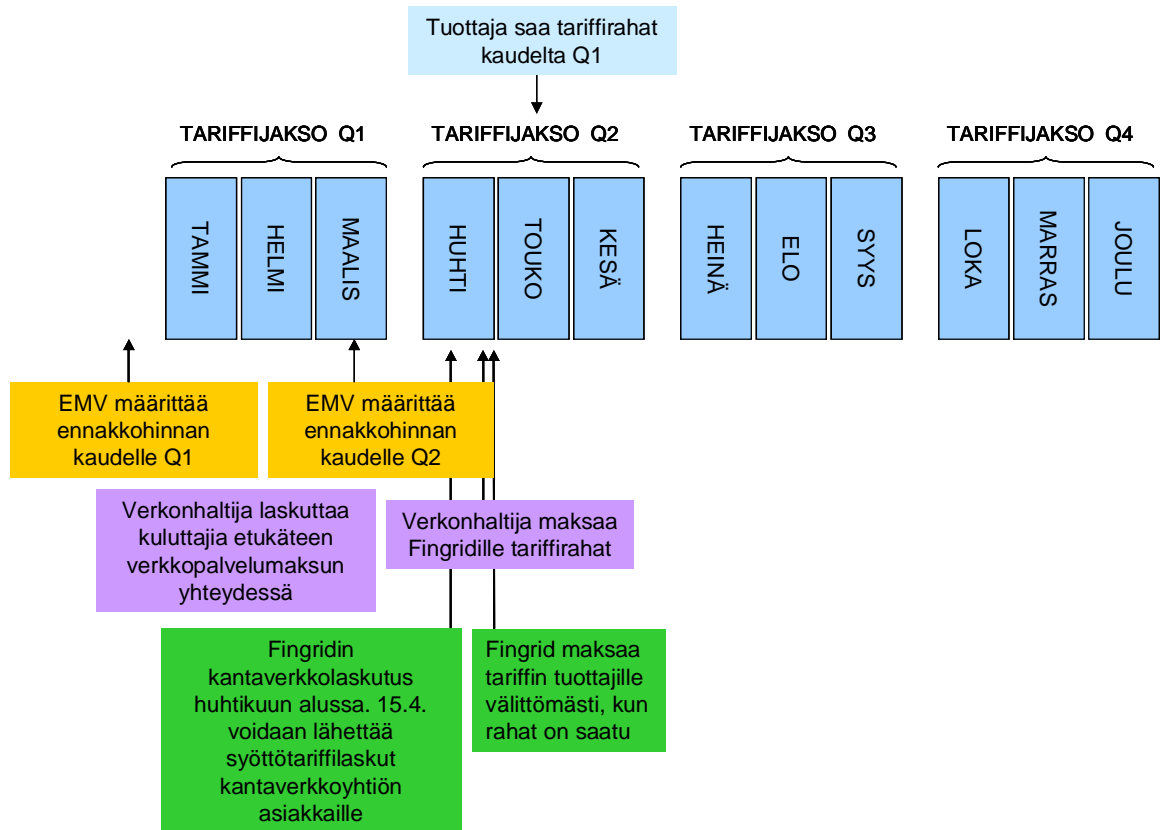 Tuottaja saa tariffirahat
kaudelta Q1
TARIFFIJAKSO Q1
TARIFFIJAKSO Q2
TARIFFIJAKSO Q3
TARIFFIJAKSO Q4
TAMMI
HELMI
MAALIS
HUHTI
TOUKO
KESÄ
HEINÄ
ELO
SYYS
LOKA
MARRAS
JOULU
EMV määrittää
ennakkohinnan
kaudelle Q1
EMV määrittää
ennakkohinnan
kaudelle Q2
Verkonhaltija laskuttaa
kuluttajia etukäteen
verkkopalvelumaksun
yhteydessä
Verkonhaltija maksaa
Fingridille tariffirahat
Fingridin
kantaverkkolaskutus
huhtikuun alussa. 15.4.
voidaan lähettää
syöttötariffilaskut
kantaverkkoyhtiön
asiakkaille
Fingrid maksaa
tariffin tuottajille
välittömästi, kun
rahat on saatu